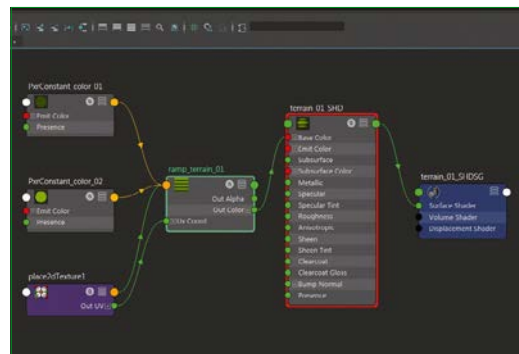 PxrConstant_color_01
Emit Color
Presence
PxrConstant_color_02
Emit Color
Presence
place2dTexture1
Out UV
ramp_terrain_01
Out Alpha
Out Color
Uv Coord
terrain_01_SHD
Base Color
Emit Color
Subsurface
Subsurface Color
Metallic
Specular
Specular Tint
Roughness
Anisotropic
Sheen
Sheen Tint
Clearcoat
Clearcoat Gloss
Bump Normal
Presence
terrain_01_SHDSG
Surface Shader
Volume Shader
Displacement Shader